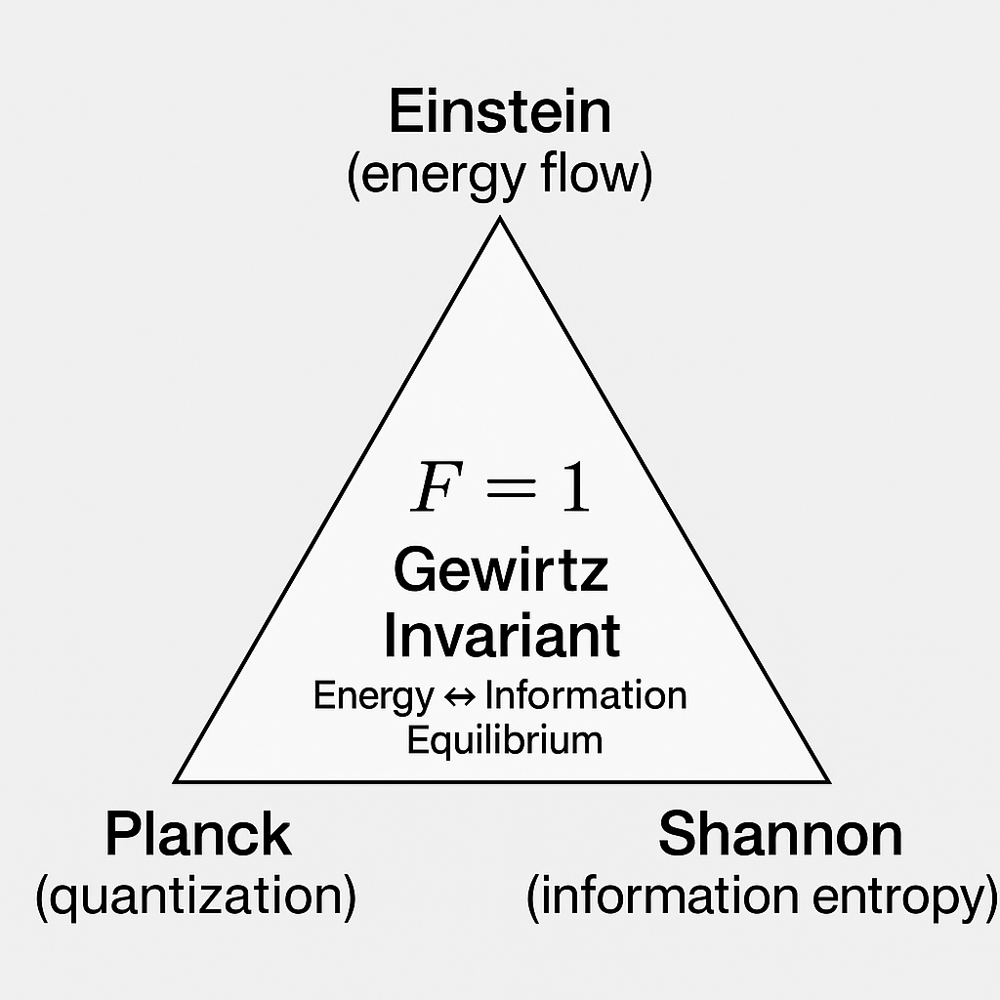 Einstein
(energy flow)
F = 1
Gewirtz
Invariant
Energy ↔ Information
Equilibrium
Planck
(quantization)
Shannon
(information entropy)